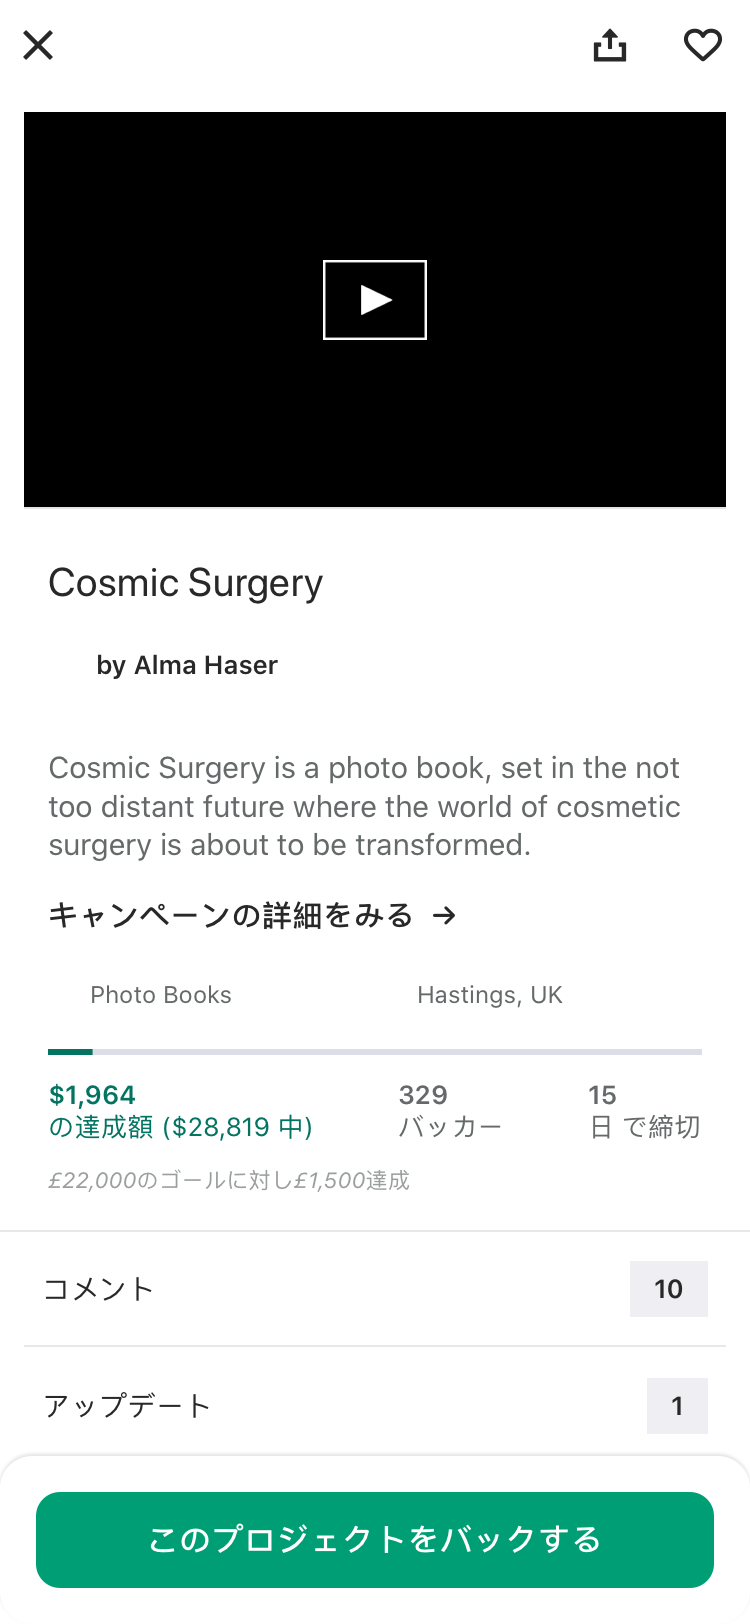 Cosmic Surgery
by Alma Haser
Cosmic Surgery is a photo book, set in the not
too distant future where the world of cosmetic
surgery is about to be transformed.
キャンペーンの詳細をみる →
Photo Books
Hastings, UK
$1,964
の達成額 ($28,819 中)
329
バッカー
15
日 で締切
£22,000のゴールに対し£1,500達成
コメント
10
アップデート
1
このプロジェクトをバックする